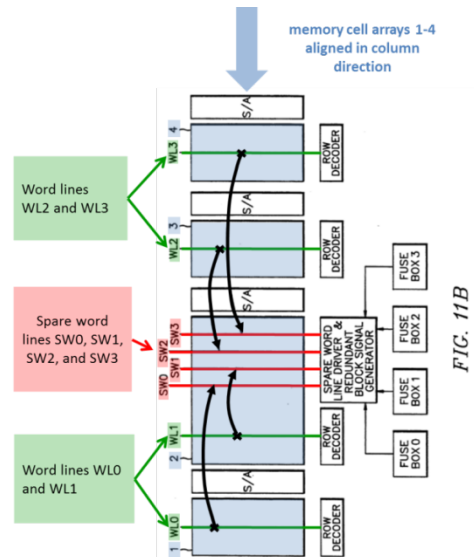 memory cell arrays 1-4
aligned in column
direction
S/A
4
WL3
ROW
DECODER
Word lines
WL2 and WL3
S/A
3
WL2
ROW
DECODER
S/A
Spare word
lines SW0, SW1,
SW2, and SW3
SW3
SW2
SW1
SW0
SPARE WORD
LINE DRIVER &
REDUNDANT
BLOCK SIGNAL
GENERATOR
FUSE
BOX 3
FUSE
BOX 2
FUSE
BOX 1
FUSE
BOX 0
Word lines WL0
and WL1
WL1
2
ROW
DECODER
S/A
WL0
1
ROW
DECODER
FIG. 11B